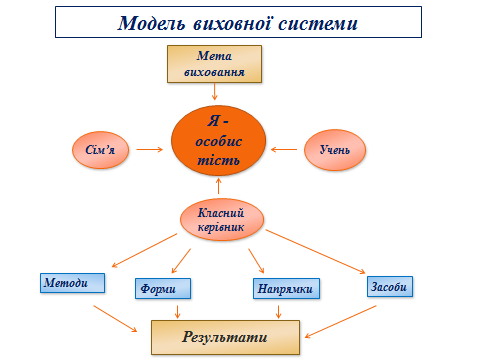 Модель виховної системи
Мета
виховання
Я -
особис
тість
Сім’я
Учень
Класний
керівник
Методи
Форми
Напрямки
Засоби
Результати